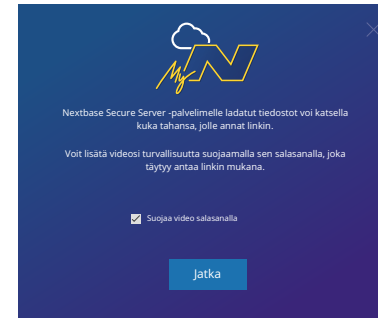 My N
Nextbase Secure Server -palvelimelle ladatut tiedostot voi katsella
kuka tahansa, jolle annat linkin.
Voit lisätä videosi turvallisuutta suojaamalla sen salasanalla, joka
täytyy antaa linkin mukana.
Suojaa video salasanalla
Jatka